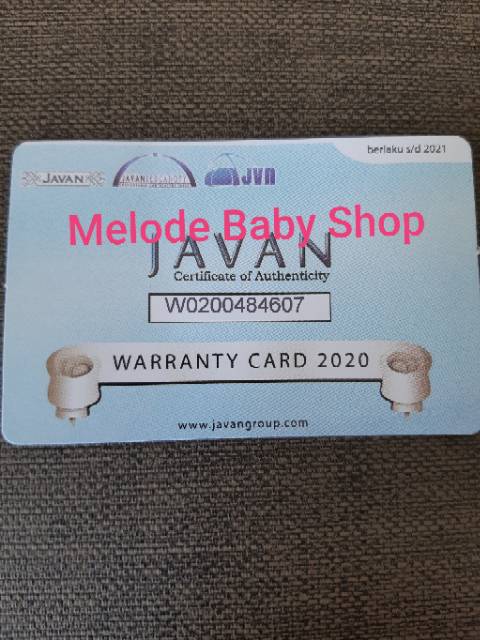 berlaku s/d 2021
JAVAN
JVN
Melode Baby Shop
JAVAN
Certificate of Authenticity
W0200484607
WARRANTY CARD 2020
www.javangroup.com